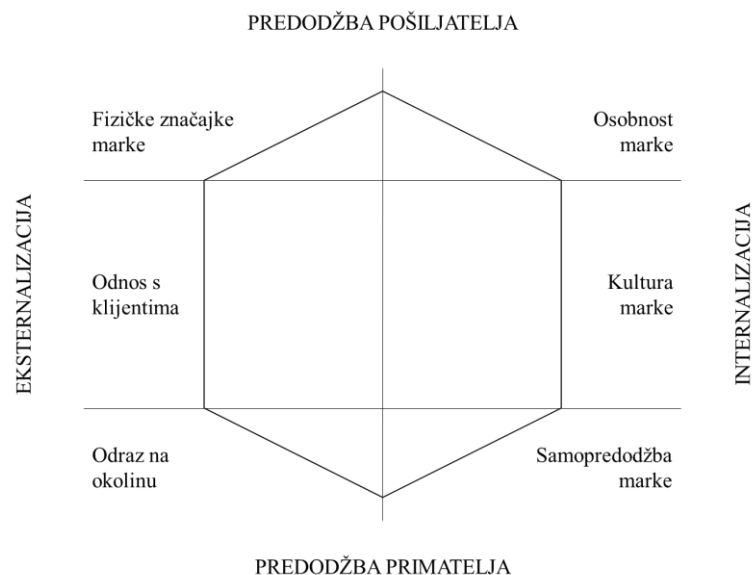 PREDODŽBA POŠILJATELJA
Fizičke značajke
marke
Osobnost
marke
EKSTERNALIZACIJA
Odnos s
klijentima
Kultura
marke
INTERNALIZACIJA
Odraz na
okolinu
Samopredodžba
marke
PREDODŽBA PRIMATELJA